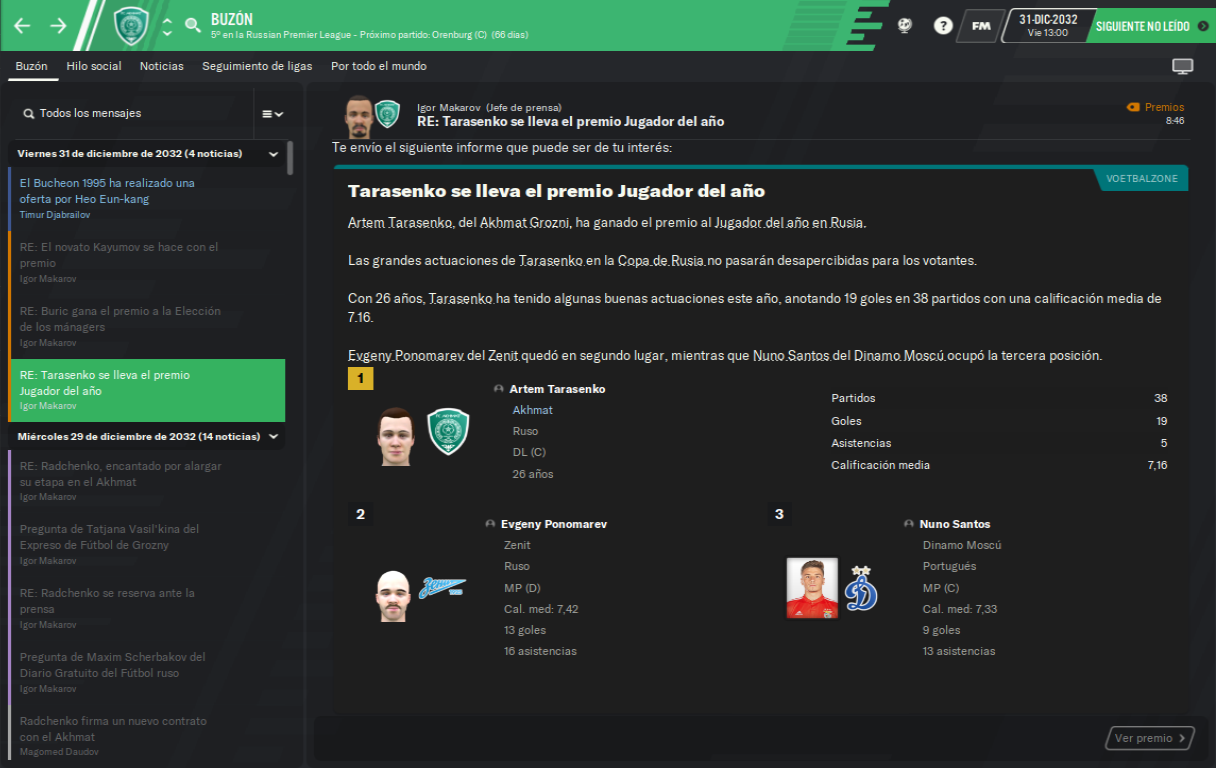 BUZÓN
5º en la Russian Premier League - Próximo partido: Orenburg (C) (66 días)
?
FM
31-DIC-2032
Vie 13:00
SIGUIENTE NO LEÍDO
Buzón
Hilo social
Noticias
Seguimiento de ligas
Por todo el mundo
Todos los mensajes
Viernes 31 de diciembre de 2032 (4 noticias)
El Bucheon 1995 ha realizado una
oferta por Heo Eun-kang
Timur Djabrailov
RE: El novato Kayumov se hace con el
premio
Igor Makarov
RE: Buric gana el premio a la Elección
de los mánagers
Igor Makarov
RE: Tarasenko se lleva el premio
Jugador del año
Igor Makarov
Miércoles 29 de diciembre de 2032 (14 noticias)
RE: Radchenko, encantado por alargar
su etapa en el Akhmat
Igor Makarov
Pregunta de Tatjana Vasil'kina del
Expreso de Fútbol de Grozny
Igor Makarov
RE: Radchenko se reserva ante la
prensa
Igor Makarov
Pregunta de Maxim Scherbakov del
Diario Gratuito del Fútbol ruso
Igor Makarov
Radchenko firma un nuevo contrato
con el Akhmat
Magomed Daudov
Igor Makarov (Jefe de prensa)
RE: Tarasenko se lleva el premio Jugador del año
Premios
8:46
Te envío el siguiente informe que puede ser de tu interés:
VOETBALZONE
Tarasenko se lleva el premio Jugador del año
Artem Tarasenko, del Akhmat Grozni, ha ganado el premio al Jugador del año en Rusia.
Las grandes actuaciones de Tarasenko en la Copa de Rusia no pasarán desapercibidas para los votantes.
Con 26 años, Tarasenko ha tenido algunas buenas actuaciones este año, anotando 19 goles en 38 partidos con una calificación media de
7.16.
Evgeny Ponomarev del Zenit quedó en segundo lugar, mientras que Nuno Santos del Dinamo Moscú ocupó la tercera posición.
1
Artem Tarasenko
Akhmat
Ruso
DL (C)
26 años
Partidos 38
Goles 19
Asistencias 5
Calificación media 7,16
2
Evgeny Ponomarev
Zenit
Ruso
MP (D)
Cal. med: 7,42
13 goles
16 asistencias
3
Nuno Santos
Dinamo Moscú
Portugués
MP (C)
Cal. med: 7,33
9 goles
13 asistencias
Ver premio